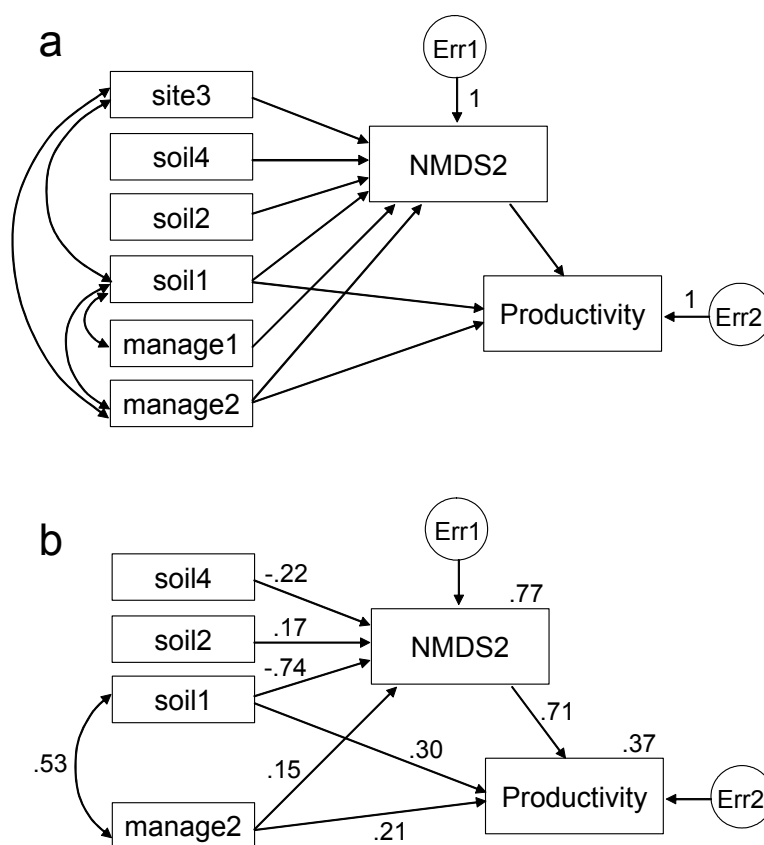 a
Err1
1
site3
soil4
soil2
soil1
manage1
manage2
NMDS2
Productivity
1
Err2
b
Err1
soil4
soil2
soil1
manage2
-.22
.17
-.74
.77
NMDS2
.53
.15
.30
.71
.37
.21
Productivity
Err2